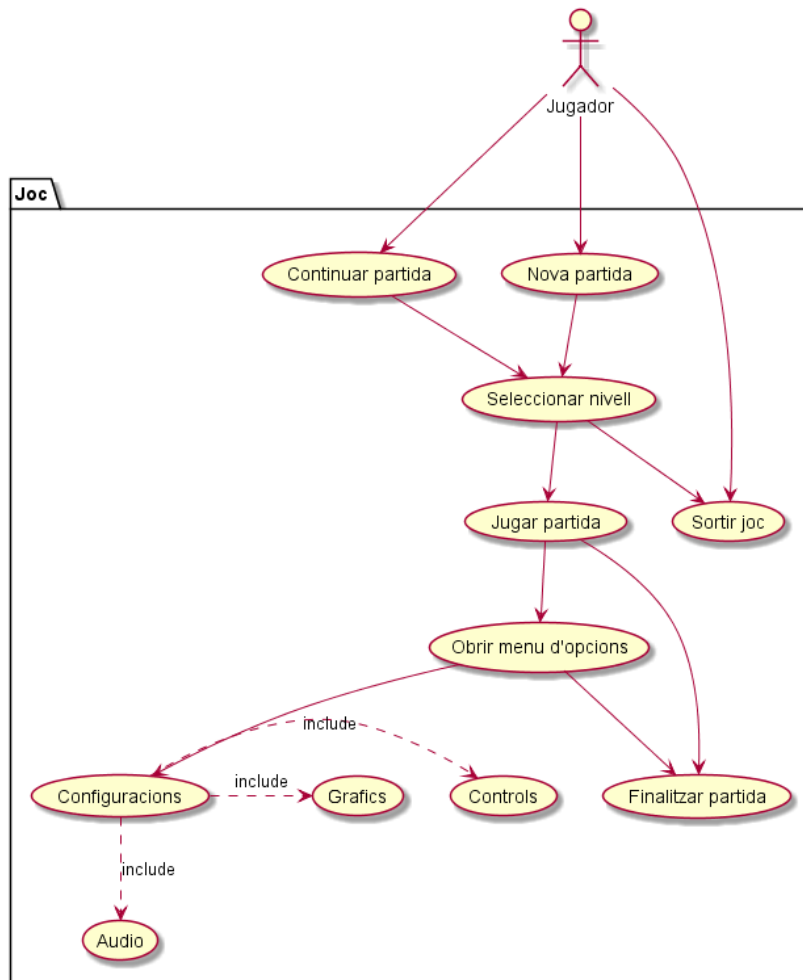 Jugador
Joc
Continuar partida
Nova partida
Seleccionar nivell
Jugar partida
Sortir joc
Obrir menu d'opcions
include
include
Configuracions
Grafics
Controls
Finalitzar partida
include
Audio